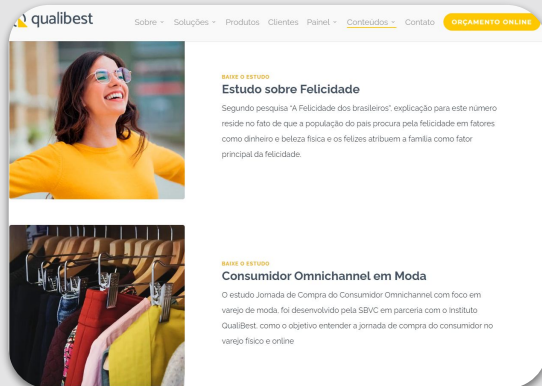 qualibest
Sobre Soluções Produtos Clientes Painel Conteúdos Contato ORÇAMENTO ONLINE
BAIXE O ESTUDO
Estudo sobre Felicidade
Segundo pesquisa "A Felicidade dos brasileiros", explicação para este número
reside no fato de que a população do país procura pela felicidade em fatores
como dinheiro e beleza física e os felizes atribuem a família como fator
principal da felicidade.
BAIXE O ESTUDO
Consumidor Omnichannel em Moda
O estudo Jornada de Compra do Consumidor Omnichannel com foco em
varejo de moda, foi desenvolvido pela SBVC em parceria com o Instituto
QualiBest, como o objetivo entender a jornada de compra do consumidor no
varejo físico e online